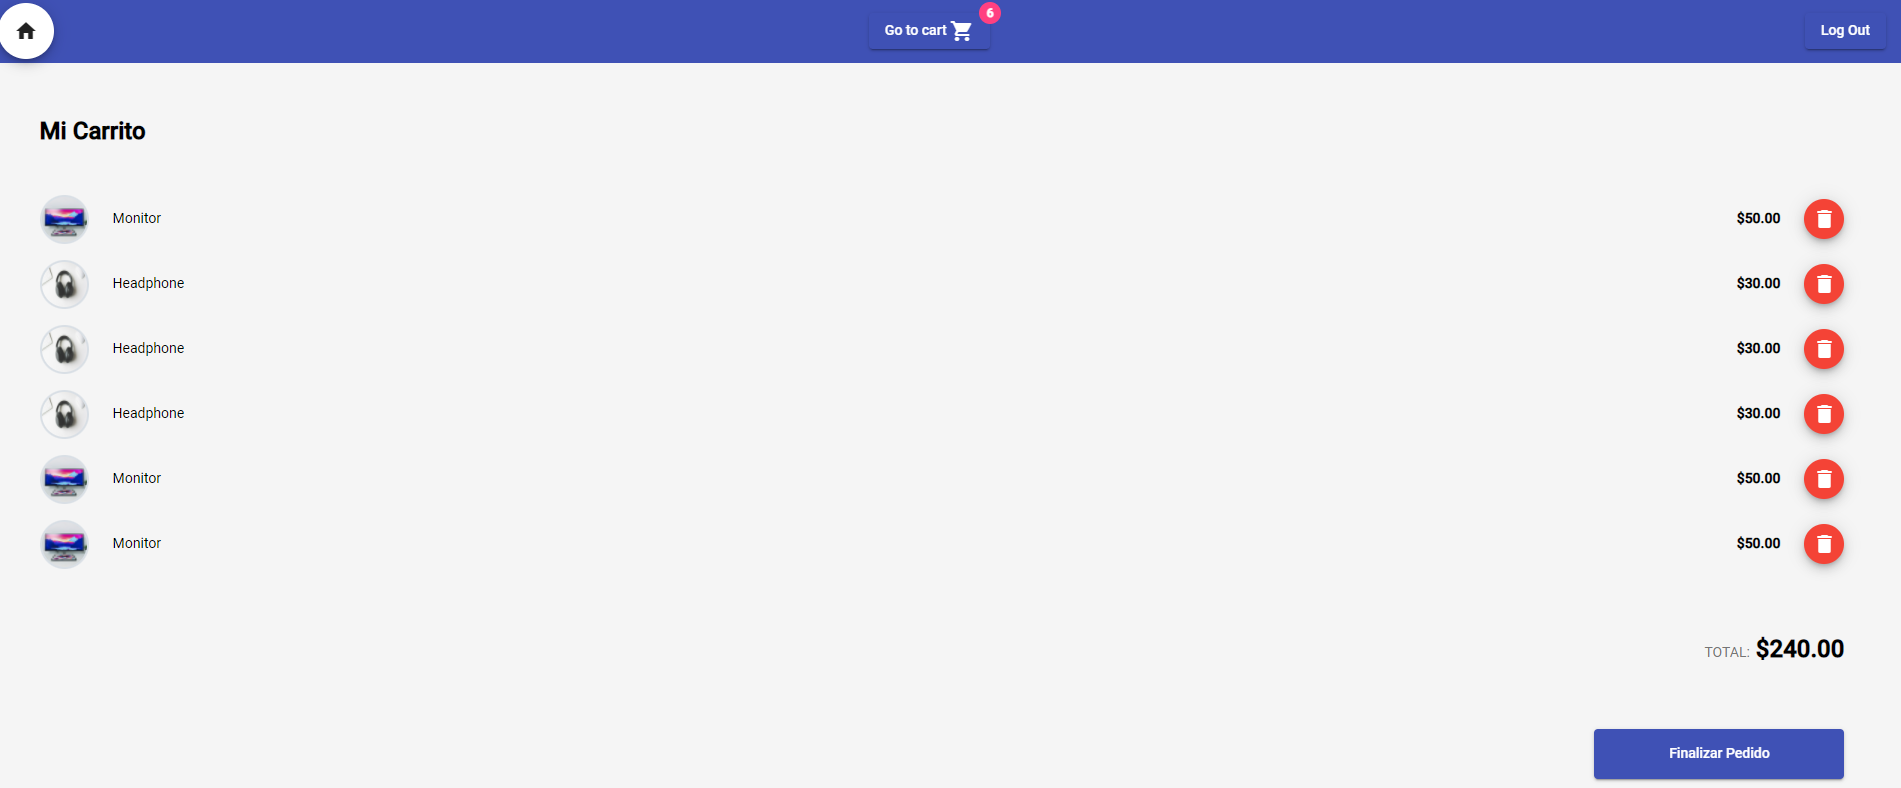 Go to cart 6 Log Out
Mi Carrito
Monitor $50.00
Headphone $30.00
Headphone $30.00
Headphone $30.00
Monitor $50.00
Monitor $50.00
TOTAL: $240.00
Finalizar Pedido